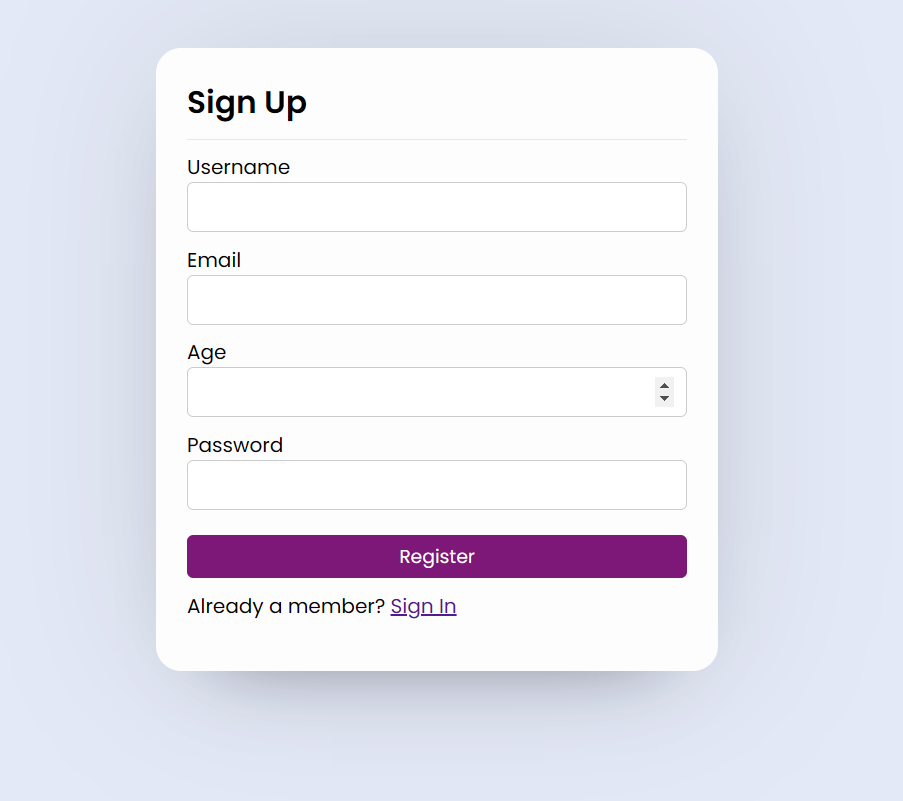 Sign Up
Username
Email
Age
Password
Register
Already a member? Sign In